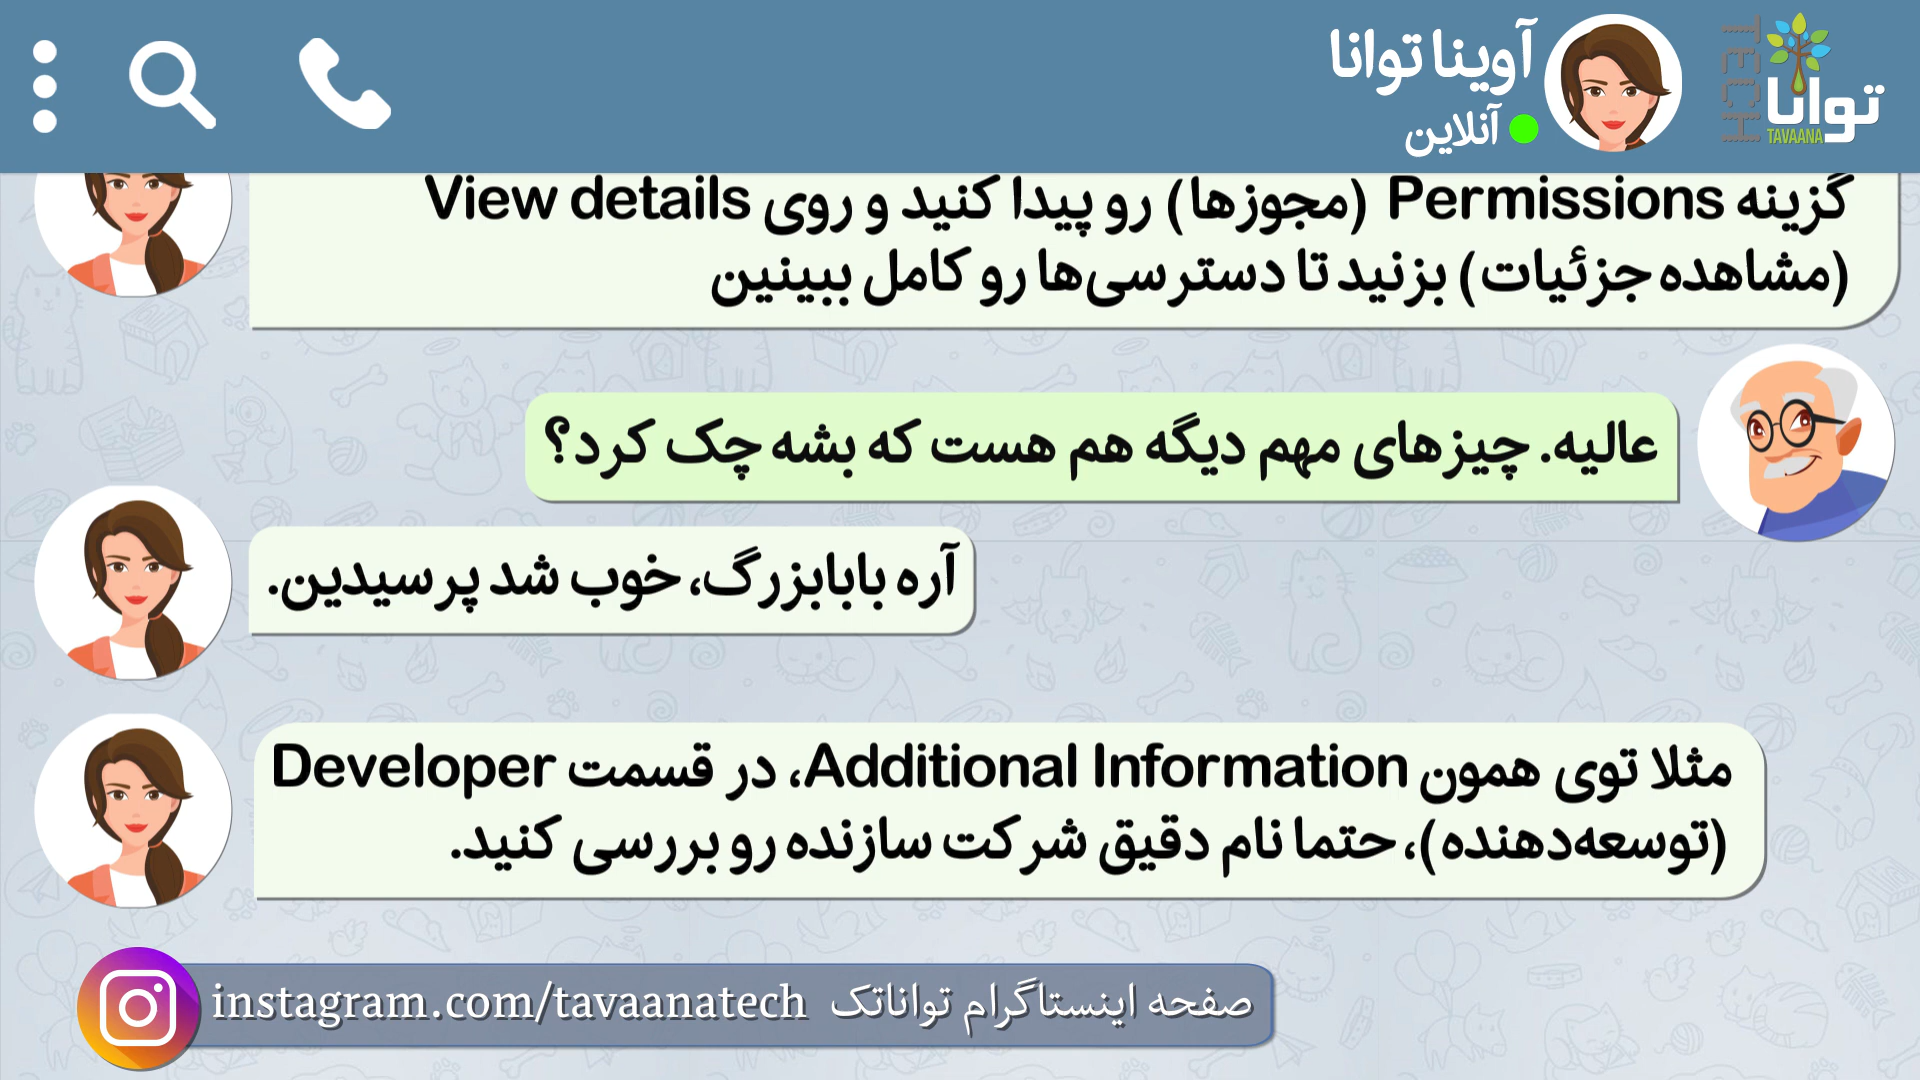 آوینا توانا
آنلاین
TECH
توانا
TAVAANA
گزینه Permissions (مجوزها) رو پیدا کنید و روی View details
(مشاهده جزئیات) بزنید تا دسترسی‌ها رو کامل ببینین
عالیه. چیزهای مهم دیگه هم هست که بشه چک کرد؟
آره بابابزرگ، خوب شد پرسیدین.
مثلا توی همون Additional Information، در قسمت Developer
(توسعه‌دهنده)، حتما نام دقیق شرکت سازنده رو بررسی کنید.
صفحه اینستاگرام تواناتک instagram.com/tavaanatech